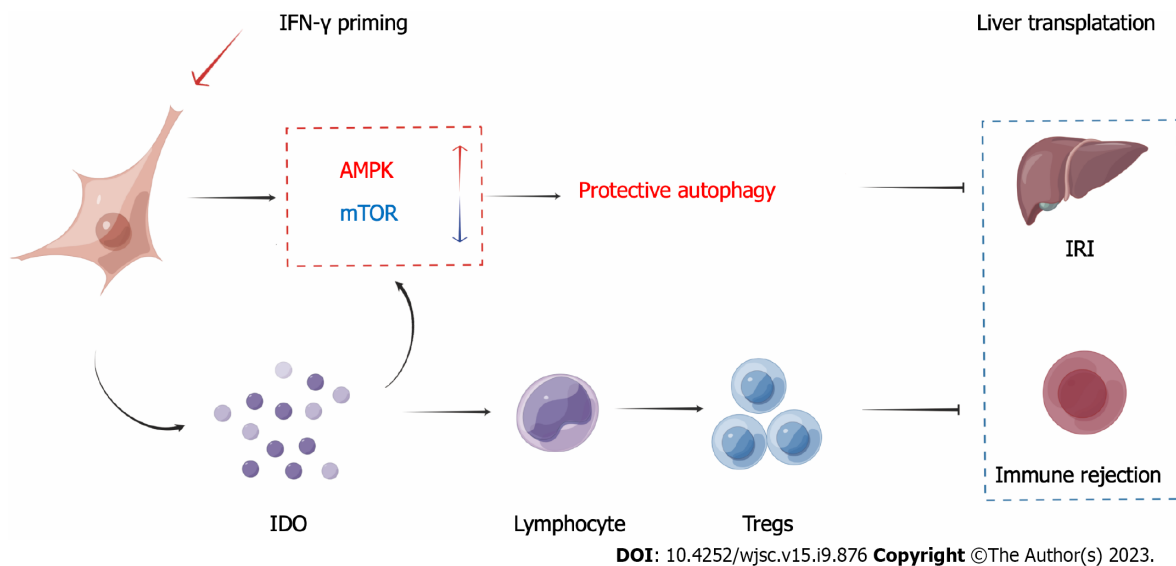 IFN-γ priming
Liver transplatation
AMPK
mTOR
Protective autophagy
IRI
Immune rejection
IDO
Lymphocyte
Tregs
DOI: 10.4252/wjsc.v15.i9.876 Copyright ©The Author(s) 2023.